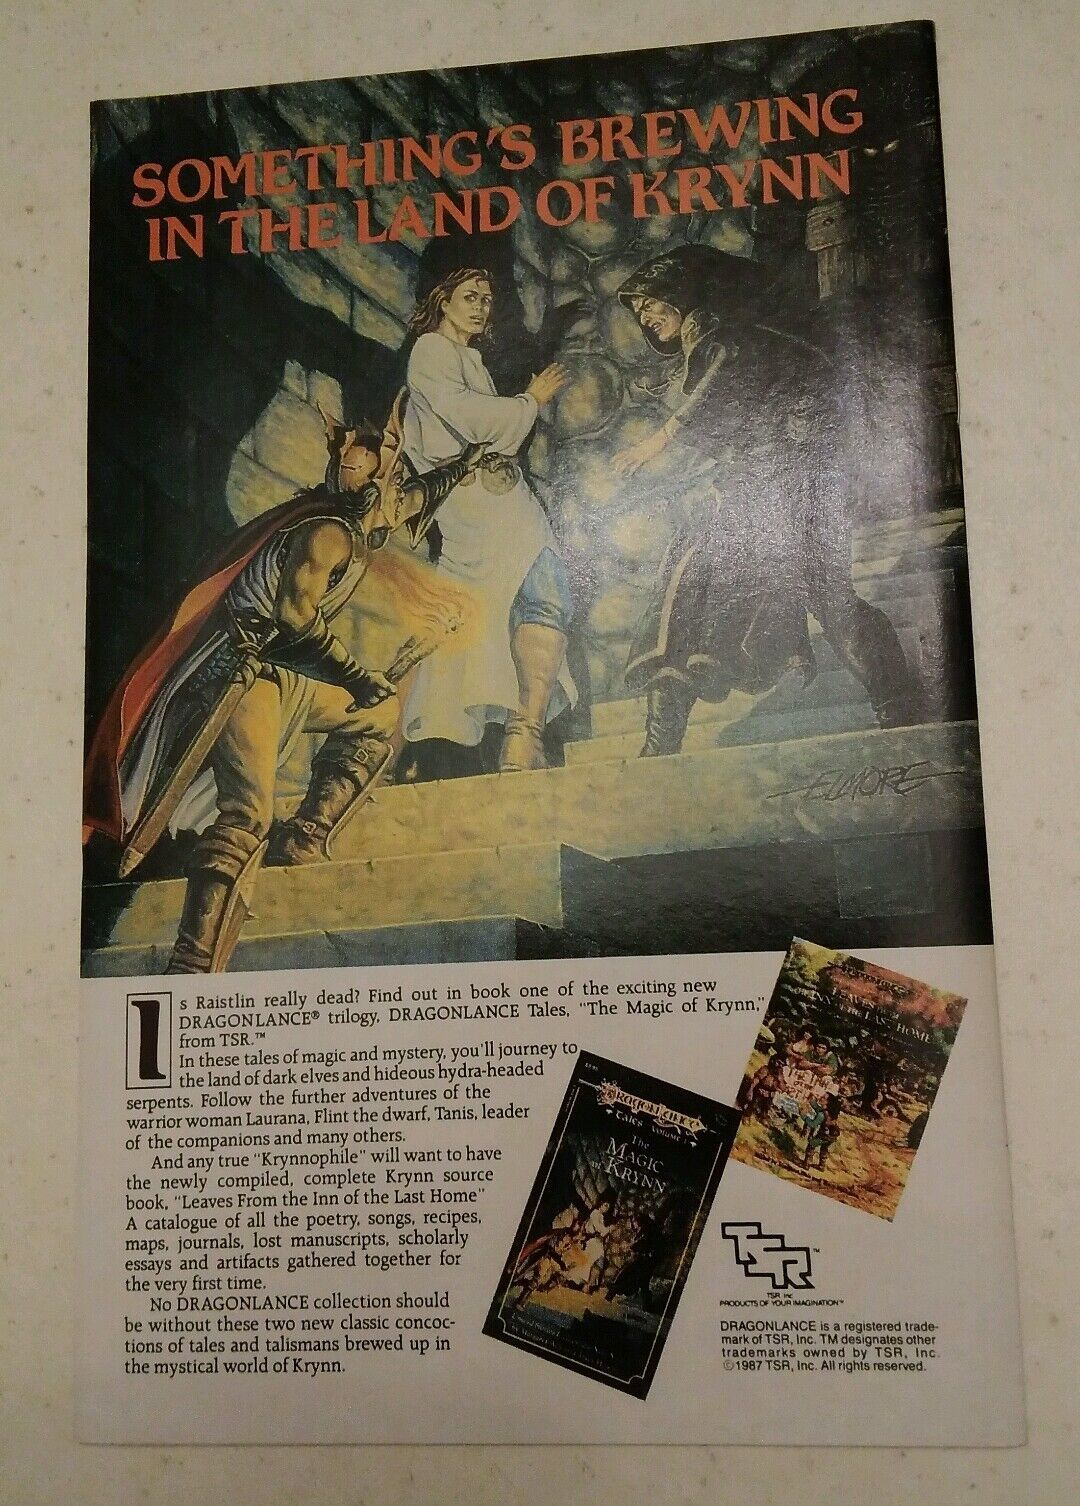 SOMETHING'S BREWING
IN THE LAND OF KRYNN
ELMORE
Is Raistlin really dead? Find out in book one of the exciting new
DRAGONLANCE® trilogy, DRAGONLANCE Tales, "The Magic of Krynn,"
from TSR.™
In these tales of magic and mystery, you'll journey to
the land of dark elves and hideous hydra-headed
serpents. Follow the further adventures of the
warrior woman Laurana, Flint the dwarf, Tanis, leader
of the companions and many others.
And any true "Krynnophile" will want to have
the newly compiled, complete Krynn source
book, "Leaves From the Inn of the Last Home"
A catalogue of all the poetry, songs, recipes,
maps, journals, lost manuscripts, scholarly
essays and artifacts gathered together for
the very first time.
No DRAGONLANCE collection should
be without these two new classic concoc-
tions of tales and talismans brewed up in
the mystical world of Krynn.
DRAGONLANCE
Tales Volume 1
The
MAGIC
of KRYNN
LAST HOME
TSR™
TSR, Inc.
PRODUCTS OF YOUR IMAGINATION™
DRAGONLANCE is a registered trade-
mark of TSR, Inc. TM designates other
trademarks owned by TSR, Inc.
©1987 TSR, Inc. All rights reserved.